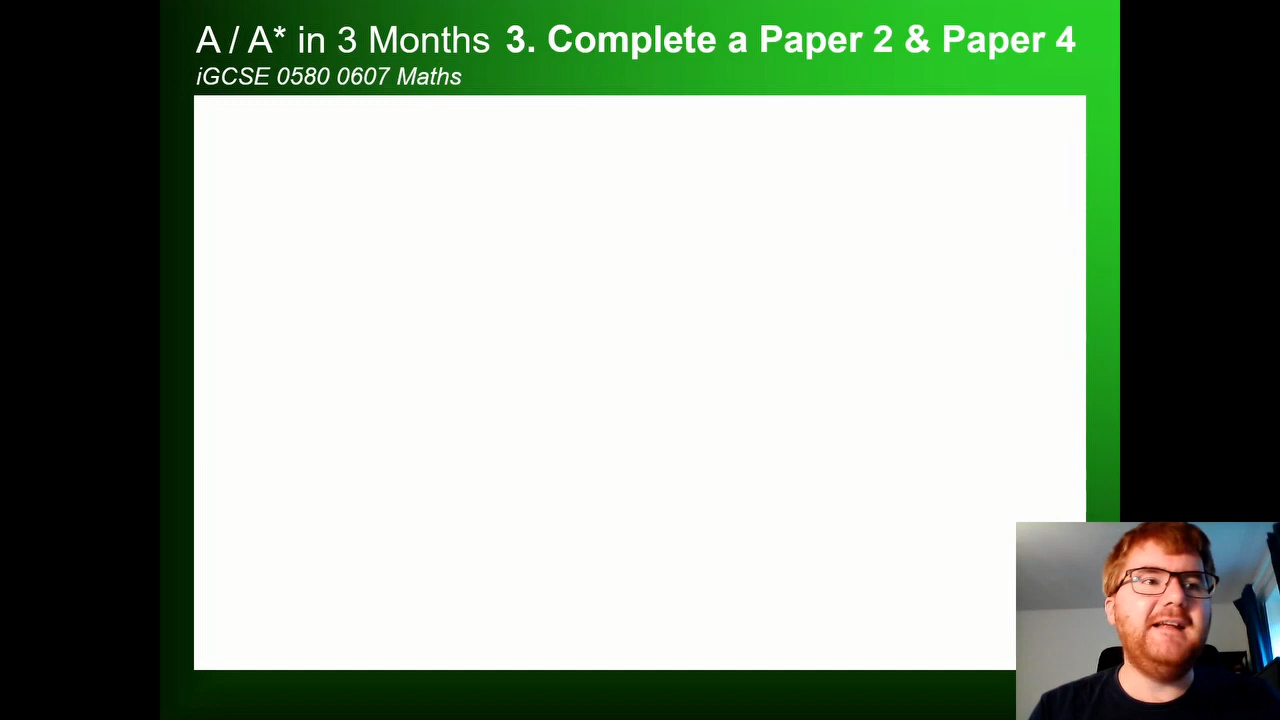 A / A* in 3 Months 3. Complete a Paper 2 & Paper 4
iGCSE 0580 0607 Maths